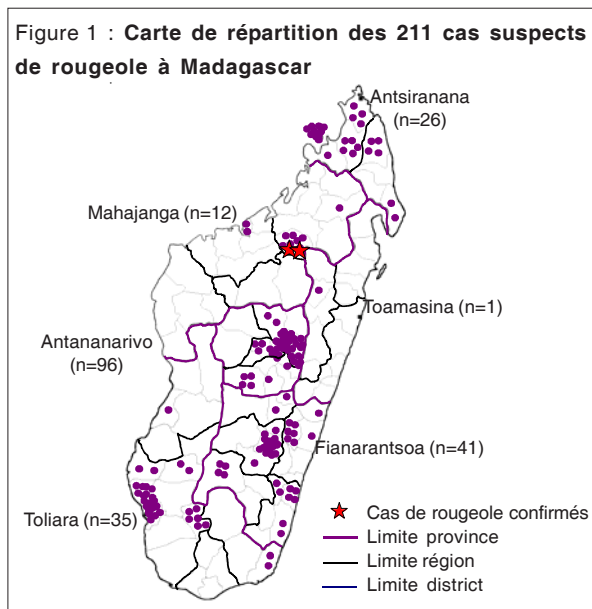 Figure 1 : Carte de répartition des 211 cas suspects
de rougeole à Madagascar
Antsiranana
(n=26)
Mahajanga (n=12)
Toamasina (n=1)
Antananarivo
(n=96)
Fianarantsoa (n=41)
Toliara (n=35)
Cas de rougeole confirmés
Limite province
Limite région
Limite district